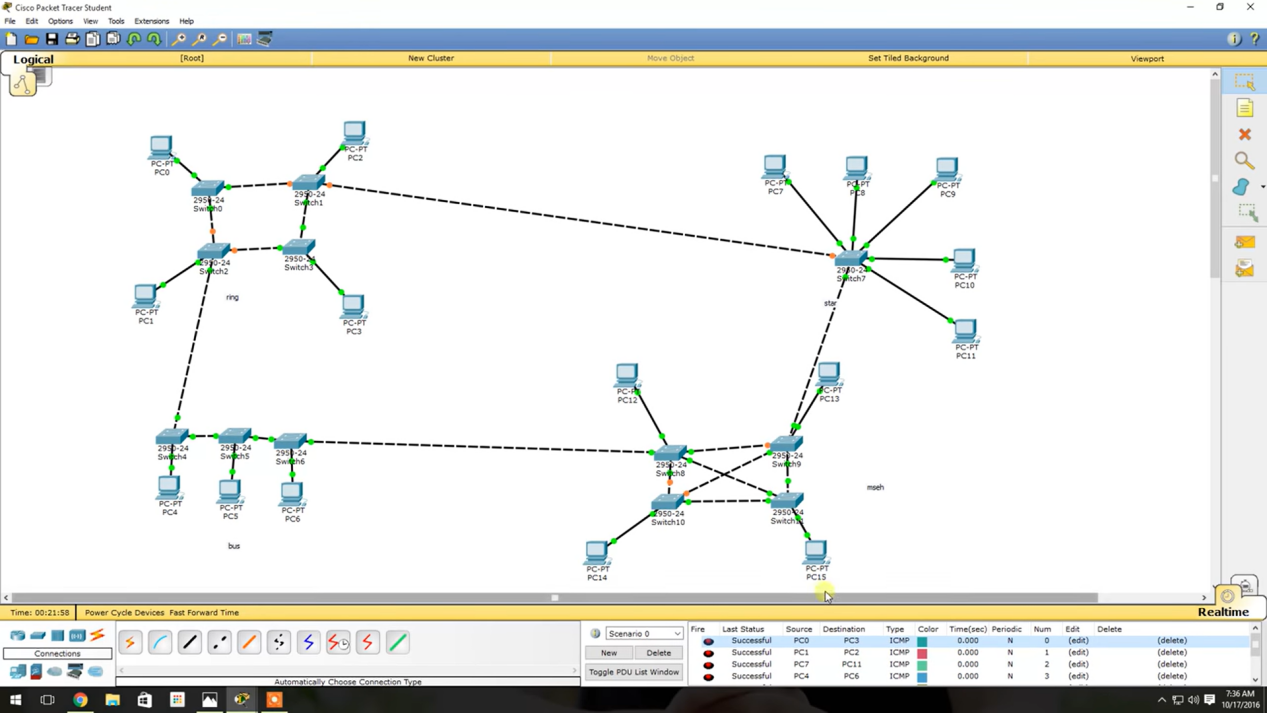 Cisco Packet Tracer Student
File Edit Options View Tools Extensions Help
Logical [Root] New Cluster Move Object Set Tiled Background Viewport
PC-PT
PC0
PC-PT
PC2
2950-24
Switch0
2950-24
Switch1
2950-24
Switch2
2950-24
Switch3
PC-PT
PC1
ring
PC-PT
PC3
PC-PT
PC7
PC-PT
PC8
PC-PT
PC9
2950-24
Switch7
PC-PT
PC10
star
PC-PT
PC11
PC-PT
PC12
PC-PT
PC13
2950-24
Switch4
2950-24
Switch5
2950-24
Switch6
2950-24
Switch8
2950-24
Switch9
mseh
PC-PT
PC4
PC-PT
PC5
PC-PT
PC6
2950-24
Switch10
2950-24
bus
PC-PT
PC14
PC-PT
PC15
Time: 00:21:58 Power Cycle Devices Fast Forward Time Realtime
Connections
Automatically Choose Connection Type
Scenario 0
New Delete
Toggle PDU List Window
Fire Last Status Source Destination Type Color Time(sec) Periodic Num Edit Delete
Successful PC0 PC3 ICMP 0.000 N 0 (edit) (delete)
Successful PC1 PC2 ICMP 0.000 N 1 (edit) (delete)
Successful PC7 PC11 ICMP 0.000 N 2 (edit) (delete)
Successful PC4 PC6 ICMP 0.000 N 3 (edit) (delete)
7:36 AM
10/17/2016